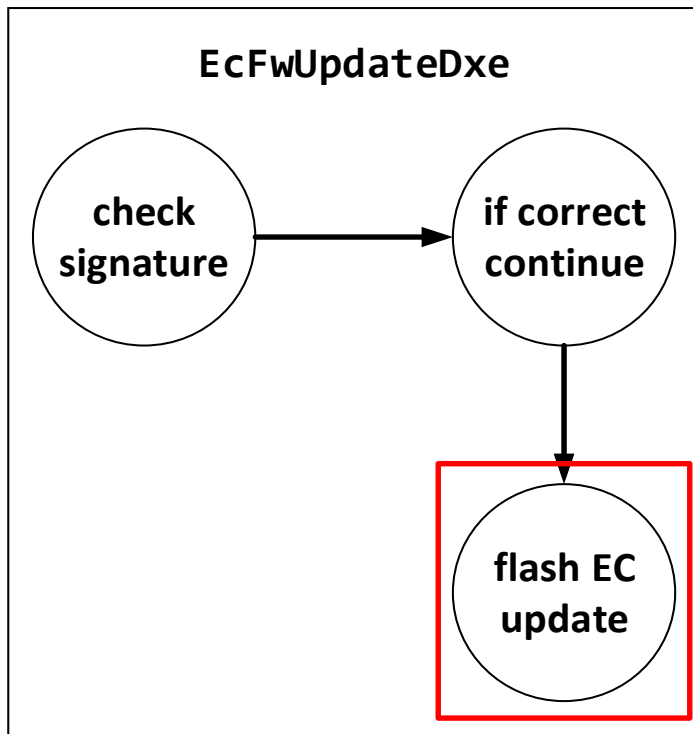 EcFwUpdateDxe
check
signature
if correct
continue
flash EC
update